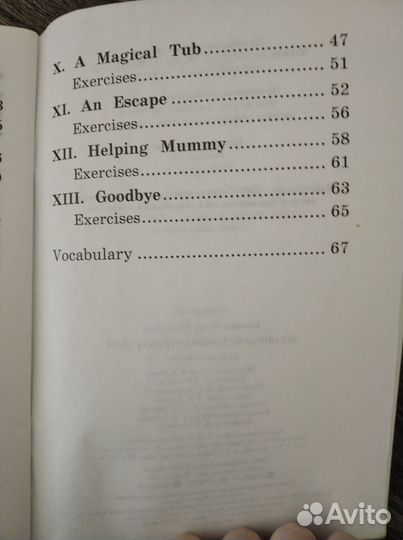 X. A Magical Tub ........................ 47
Exercises ................................ 51
XI. An Escape ............................ 52
Exercises ................................ 56
XII. Helping Mummy ................... 58
Exercises ................................ 61
XIII. Goodbye ............................ 63
Exercises ................................ 65
Vocabulary ............................... 67
Avito